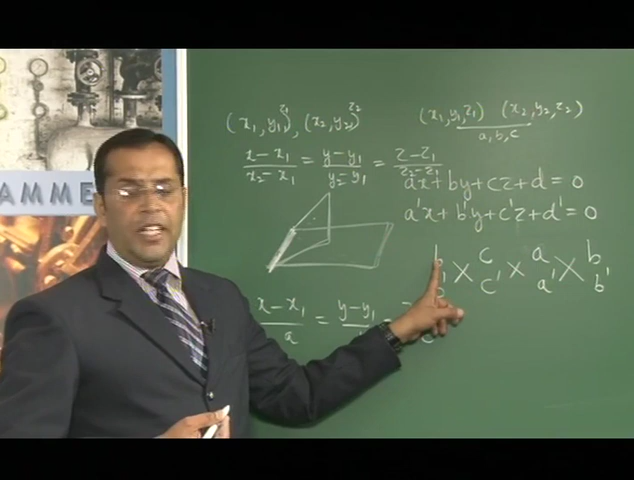 AMME
(x₁, y₁, z₁), (x₂, y₂, z₂)
(x₁, y₁, z₁) (x₂, y₂, z₂)
a, b, c
x - x₁ / x₂ - x₁ = y - y₁ / y₂ - y₁ = z - z₁ / z₂ - z₁
ax + by + cz + d = 0
a'x + b'y + c'z + d' = 0
b c a b
c' a' b'
x - x₁ / a = y - y₁